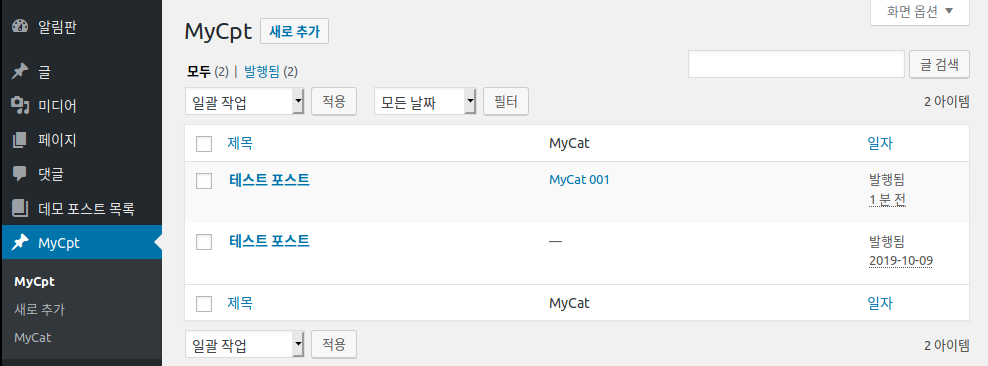 알림판
글
미디어
페이지
댓글
데모 포스트 목록
MyCpt
MyCpt
새로 추가
MyCat
화면 옵션
MyCpt 새로 추가
모두 (2) | 발행됨 (2)
글 검색
일괄 작업 적용 모든 날짜 필터 2 아이템
제목 MyCat 일자
테스트 포스트 MyCat 001 발행됨
1 분 전
테스트 포스트 — 발행됨
2019-10-09
제목 MyCat 일자
일괄 작업 적용 2 아이템